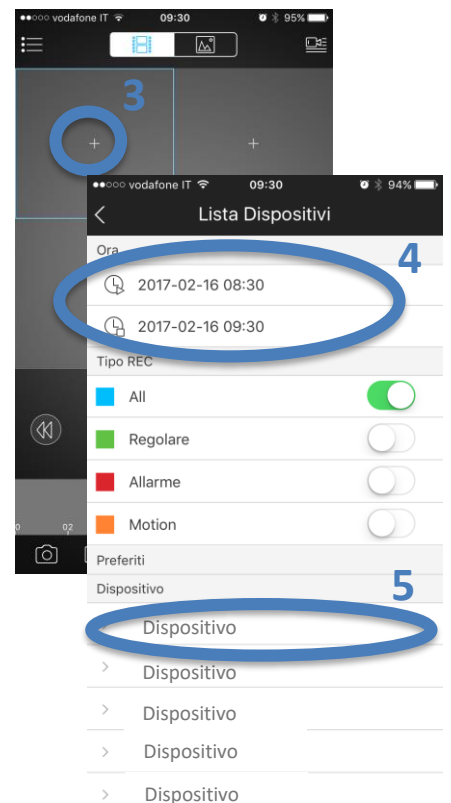 vodafone IT 09:30 95%
3
+ +
vodafone IT 09:30 94%
Lista Dispositivi
Ora
4
2017-02-16 08:30
2017-02-16 09:30
Tipo REC
All
Regolare
Allarme
Motion
0 02
Preferiti
Dispositivo
5
Dispositivo
> Dispositivo
> Dispositivo
> Dispositivo
> Dispositivo